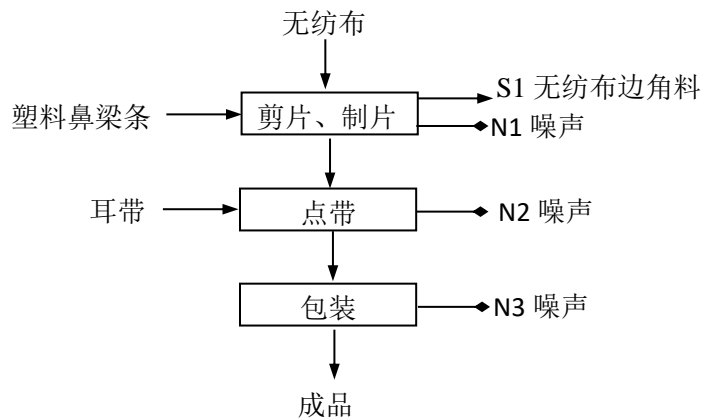 无纺布
塑料鼻梁条
剪片、制片
S1 无纺布边角料
N1 噪声
耳带
点带
N2 噪声
包装
N3 噪声
成品